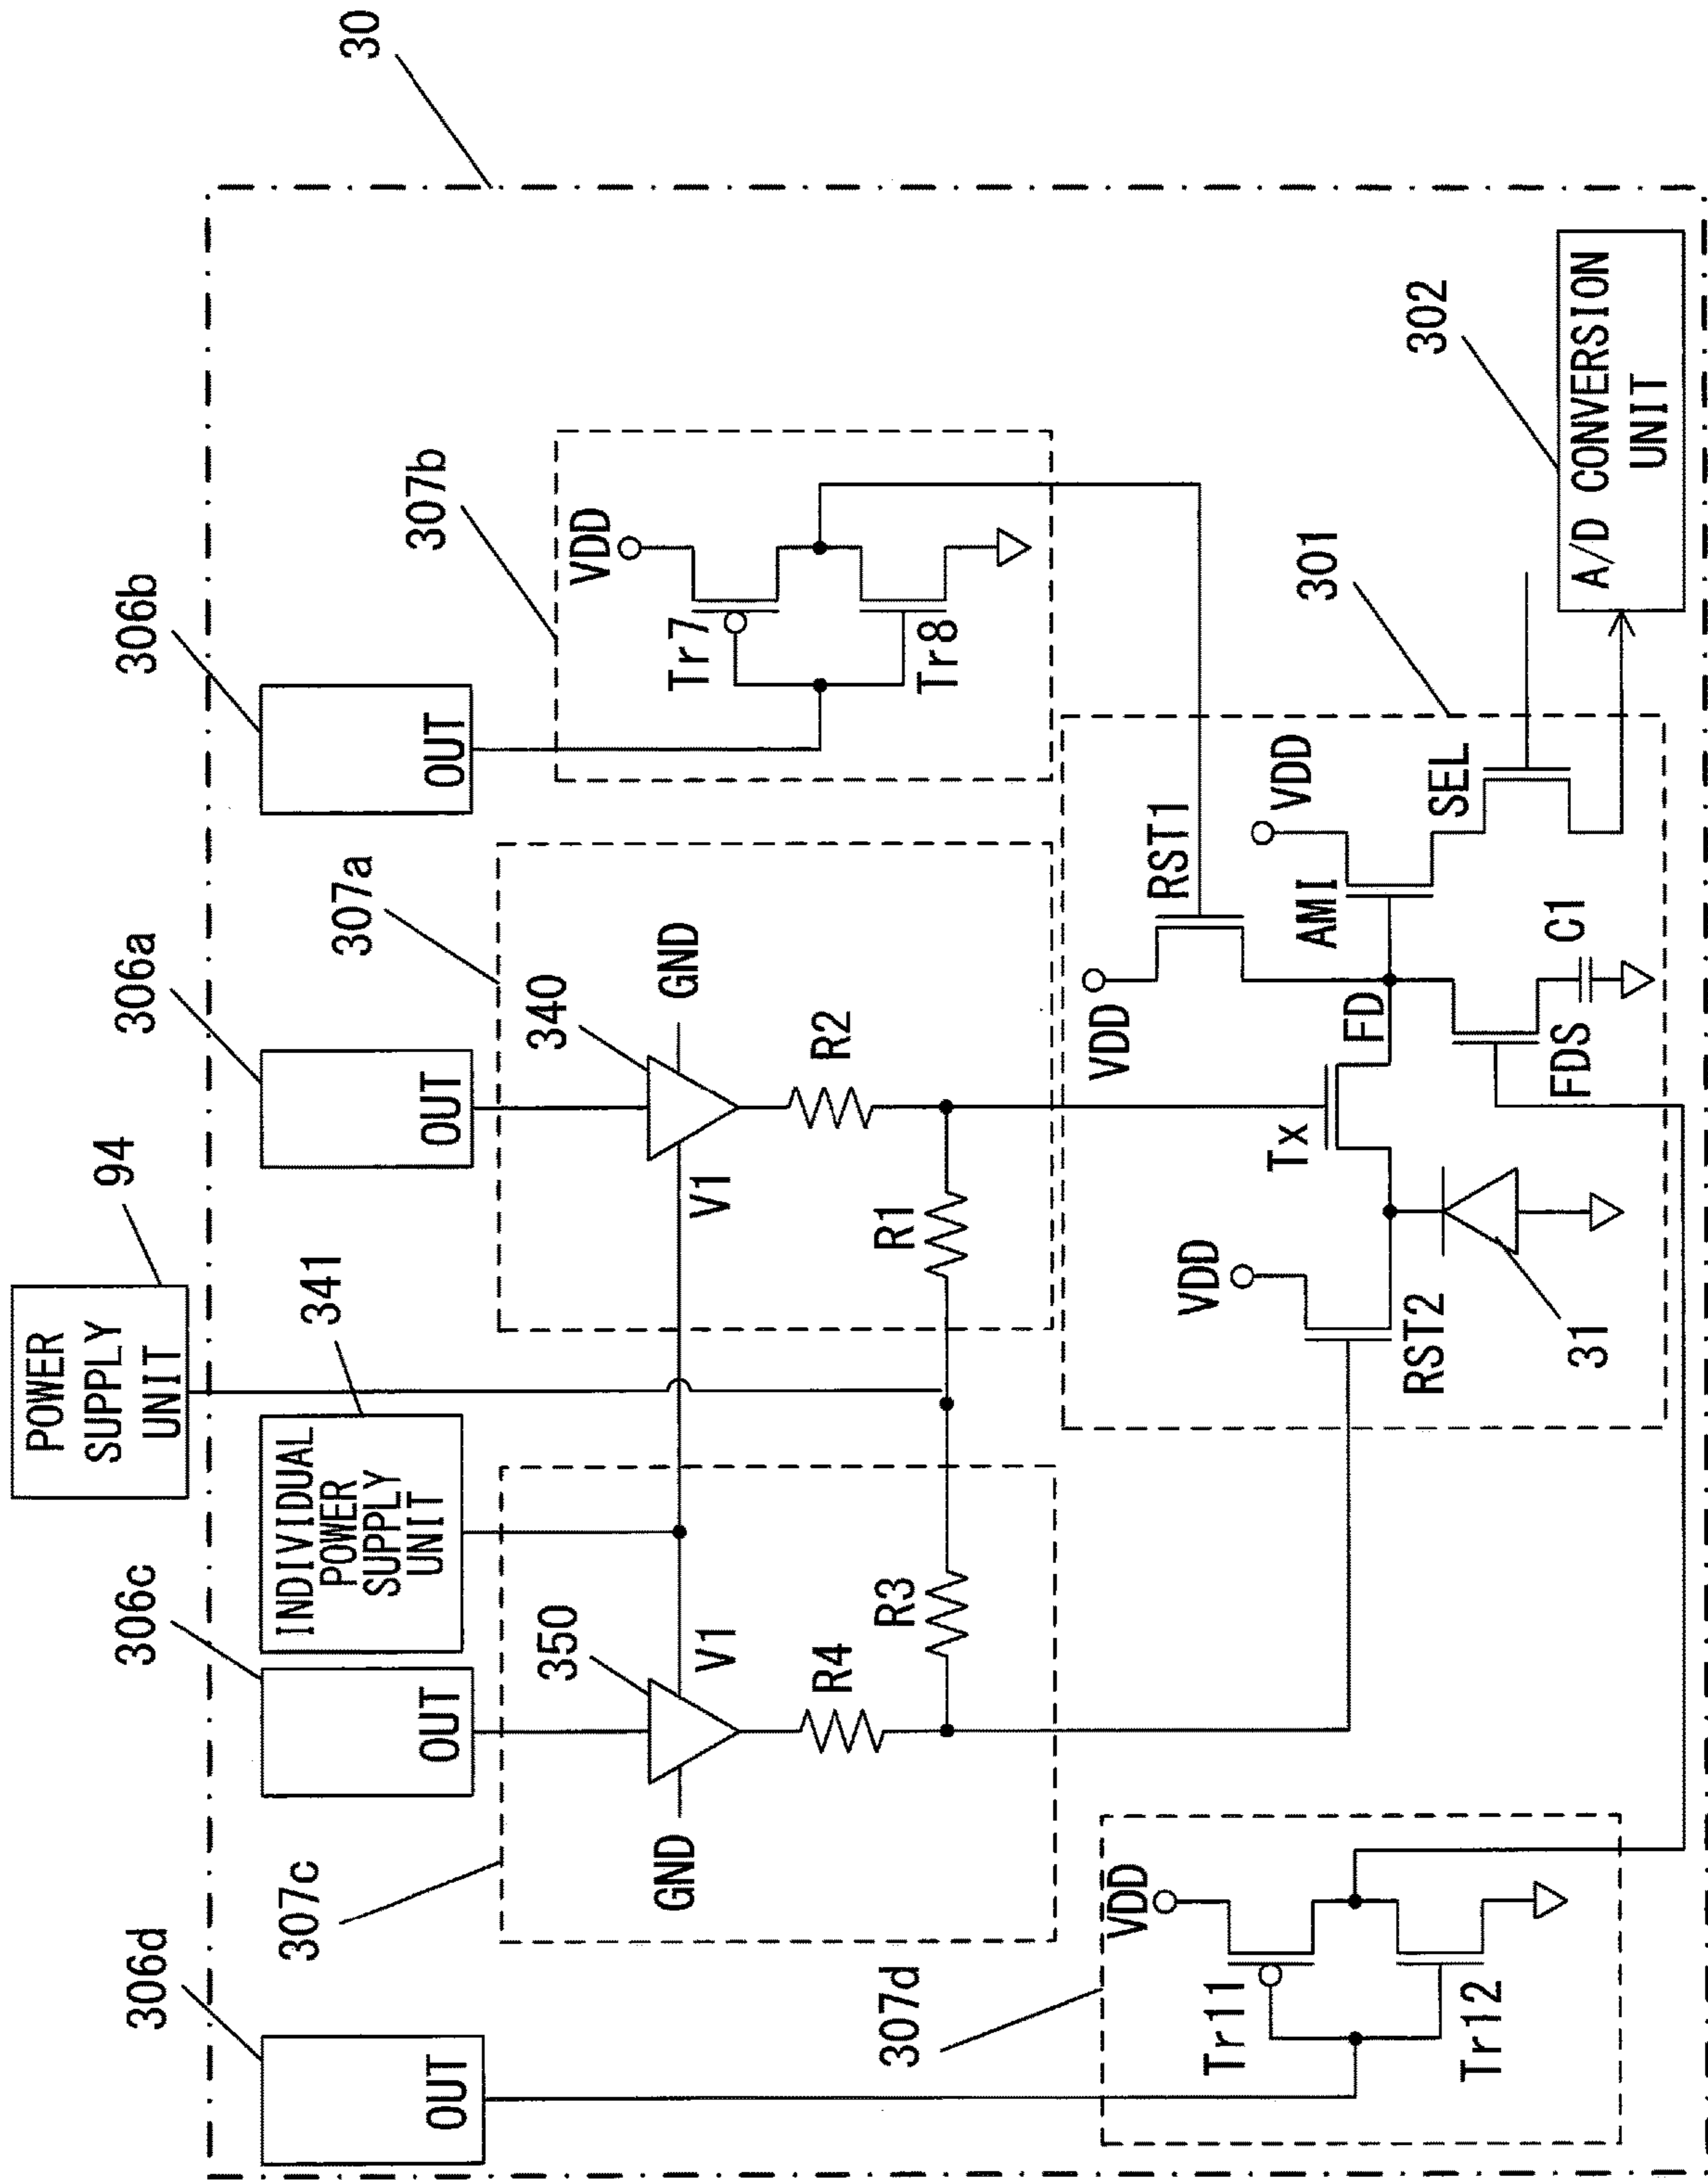 30
POWER
SUPPLY
UNIT
94
306d
306c
306a
306b
OUT
INDIVIDUAL
POWER
SUPPLY
UNIT
341
OUT
OUT
OUT
307c
350
GND
V1
R4
R3
307a
340
GND
V1
R2
R1
307b
VDD
Tr7
Tr8
307d
VDD
Tr11
Tr12
301
VDD
RST2
31
Tx
FD
VDD
RST1
AMI
VDD
SEL
FDS
C1
302
A/D CONVERSION
UNIT